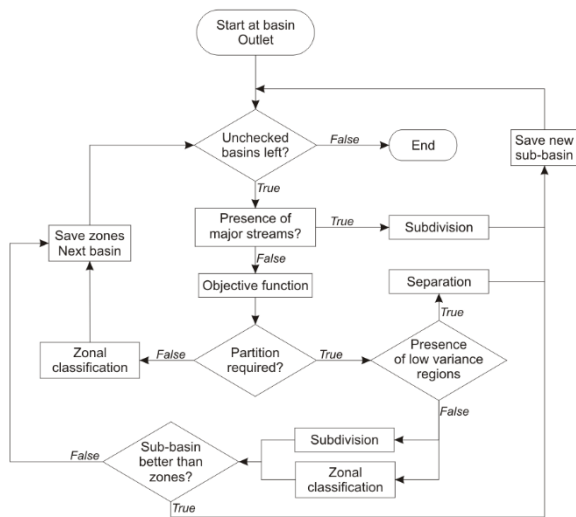 Start at basin
Outlet
Unchecked
basins left?
False
End
Save new
sub-basin
True
Presence of
major streams?
True
Subdivision
Save zones
Next basin
False
Objective function
Separation
True
Zonal
classification
False
Partition
required?
True
Presence
of low variance
regions
False
Subdivision
Sub-basin
better than
zones?
False
Zonal
classification
True